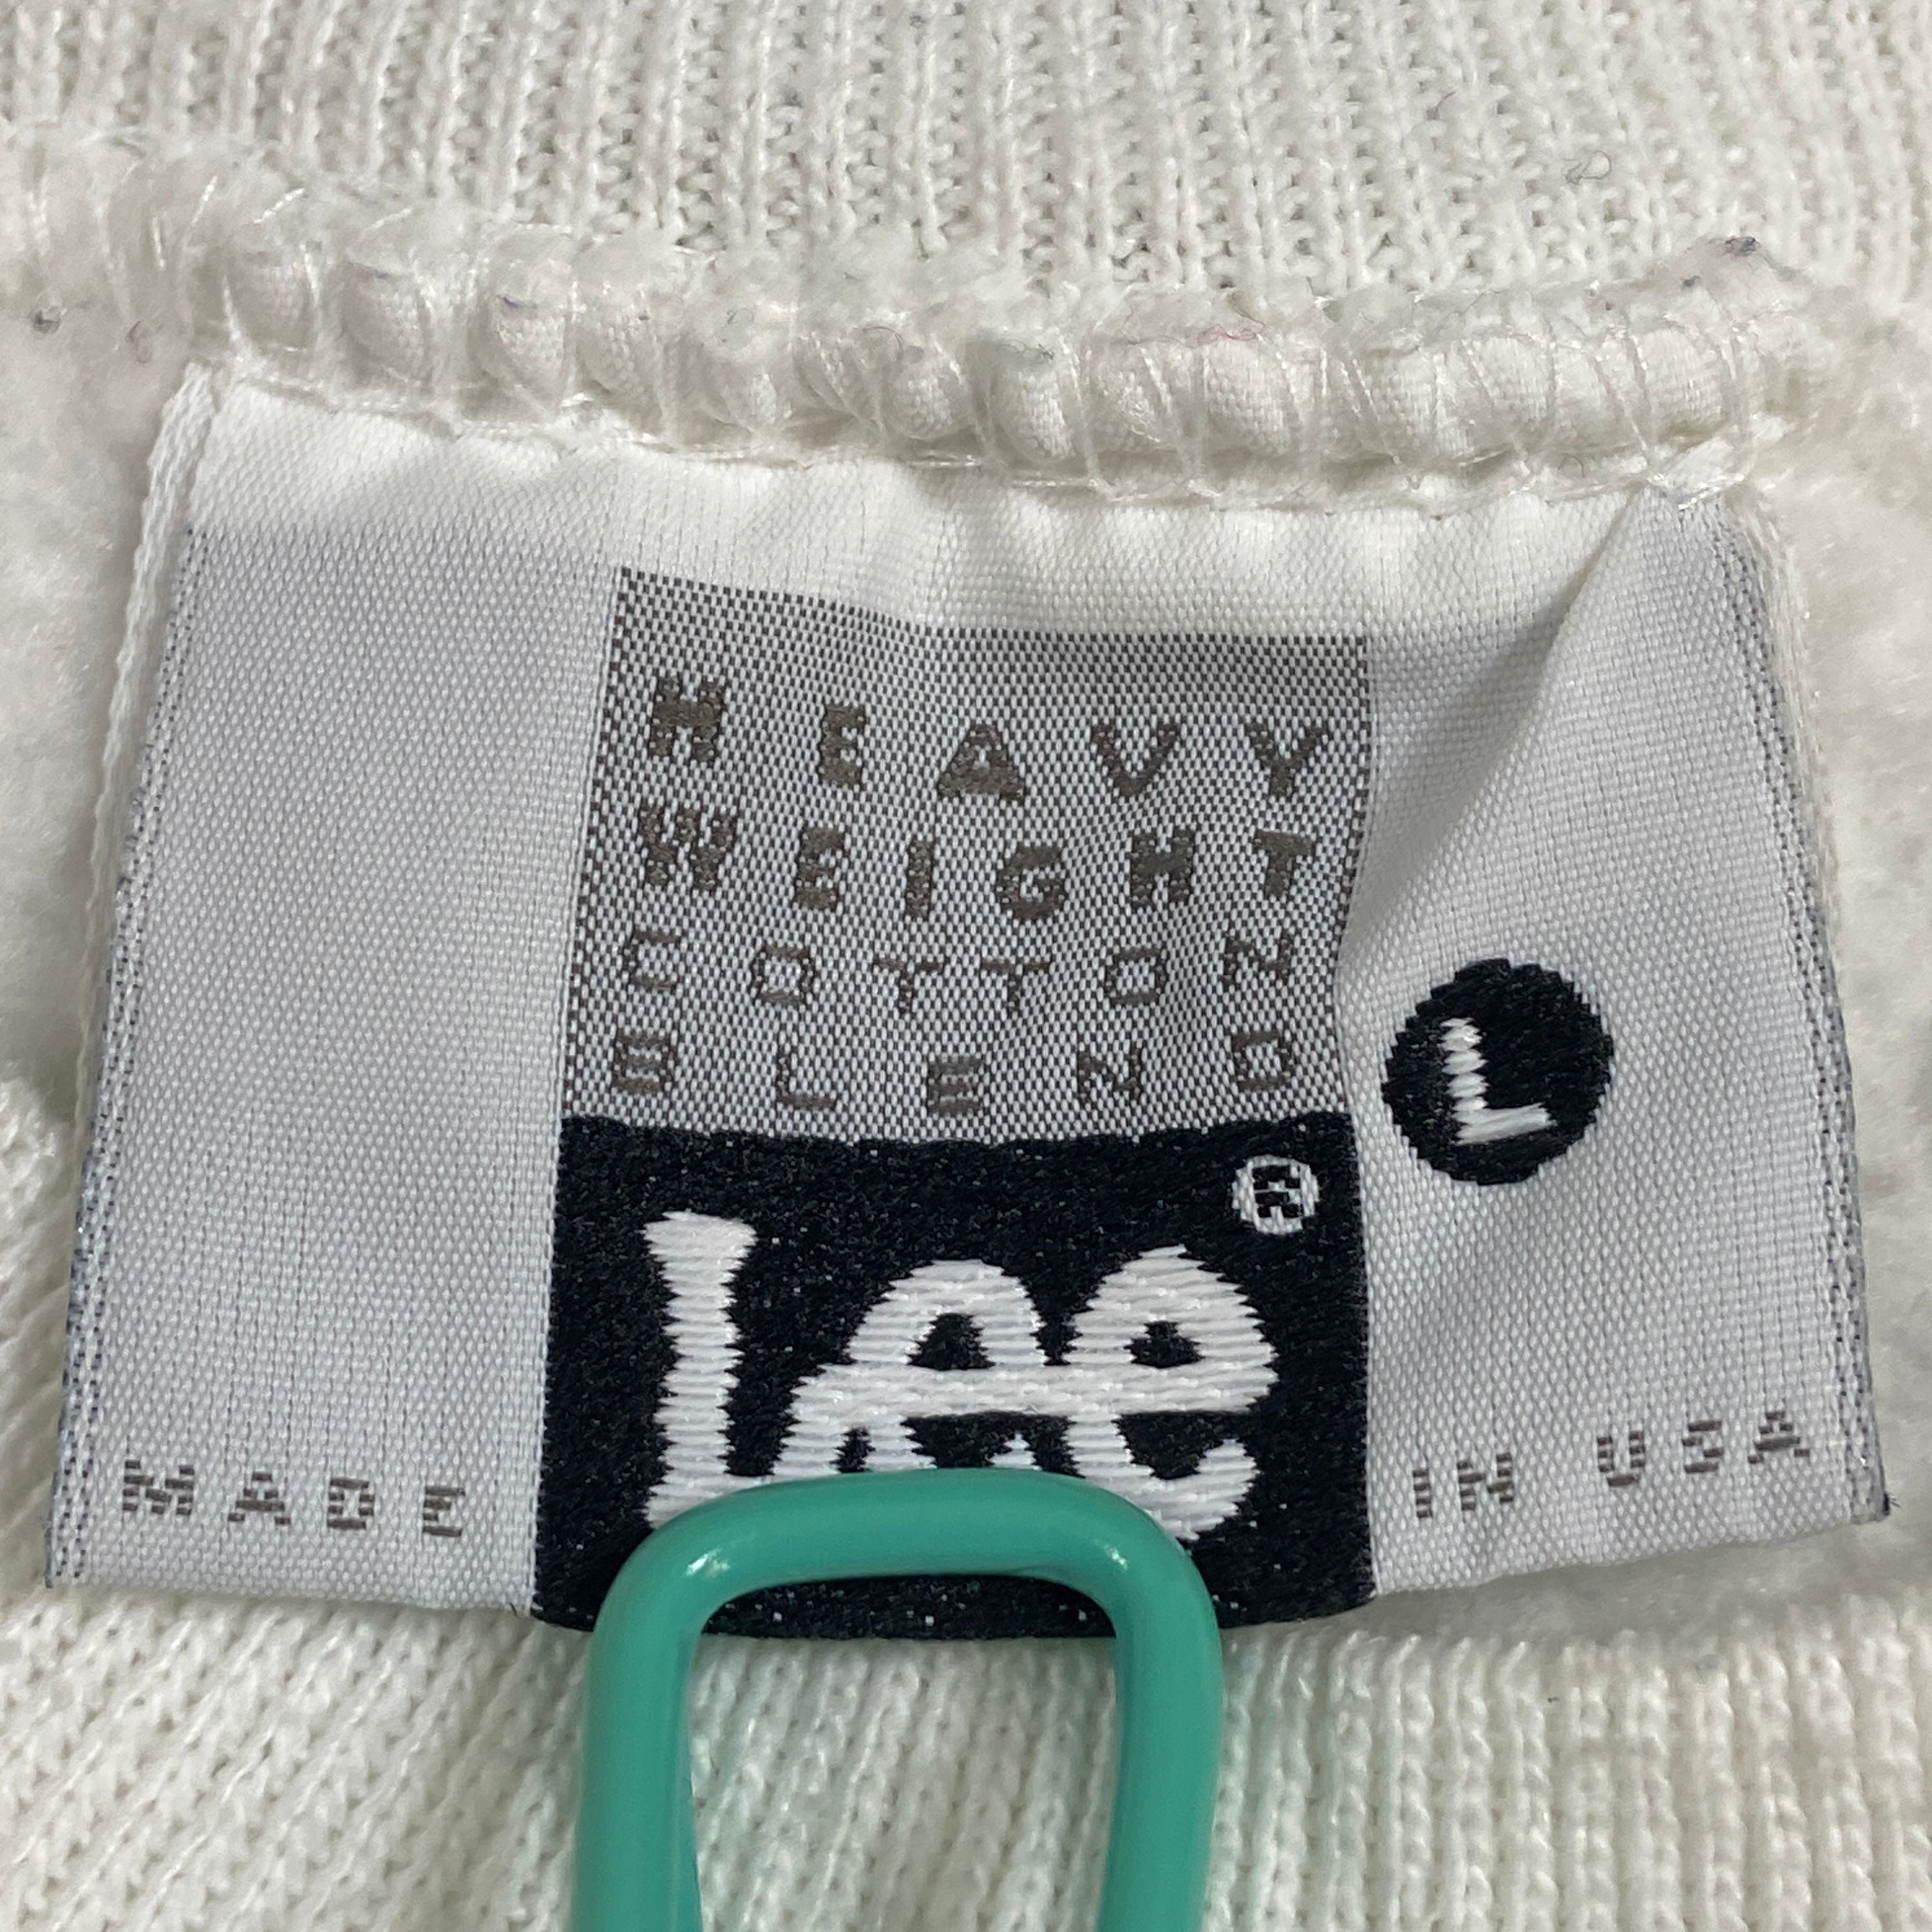 HEAVY
WEIGHT
COTTON
BLEND
L
Lee®
MADE IN USA